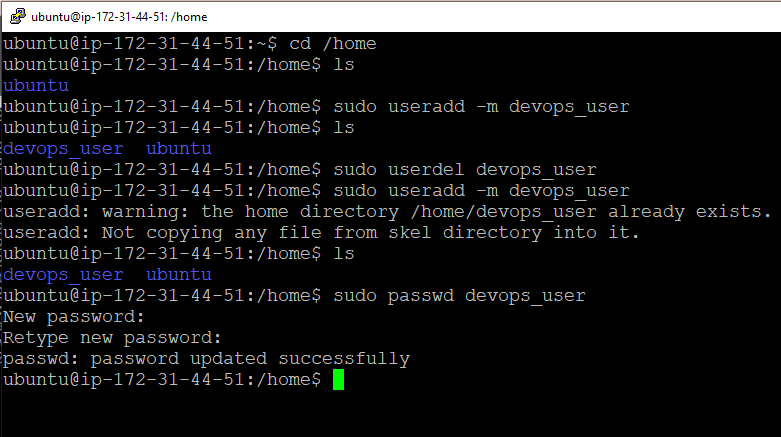 ubuntu@ip-172-31-44-51: /home
ubuntu@ip-172-31-44-51:~$ cd /home
ubuntu@ip-172-31-44-51:/home$ ls
ubuntu
ubuntu@ip-172-31-44-51:/home$ sudo useradd -m devops_user
ubuntu@ip-172-31-44-51:/home$ ls
devops_user  ubuntu
ubuntu@ip-172-31-44-51:/home$ sudo userdel devops_user
ubuntu@ip-172-31-44-51:/home$ sudo useradd -m devops_user
useradd: warning: the home directory /home/devops_user already exists.
useradd: Not copying any file from skel directory into it.
ubuntu@ip-172-31-44-51:/home$ ls
devops_user  ubuntu
ubuntu@ip-172-31-44-51:/home$ sudo passwd devops_user
New password:
Retype new password:
passwd: password updated successfully
ubuntu@ip-172-31-44-51:/home$